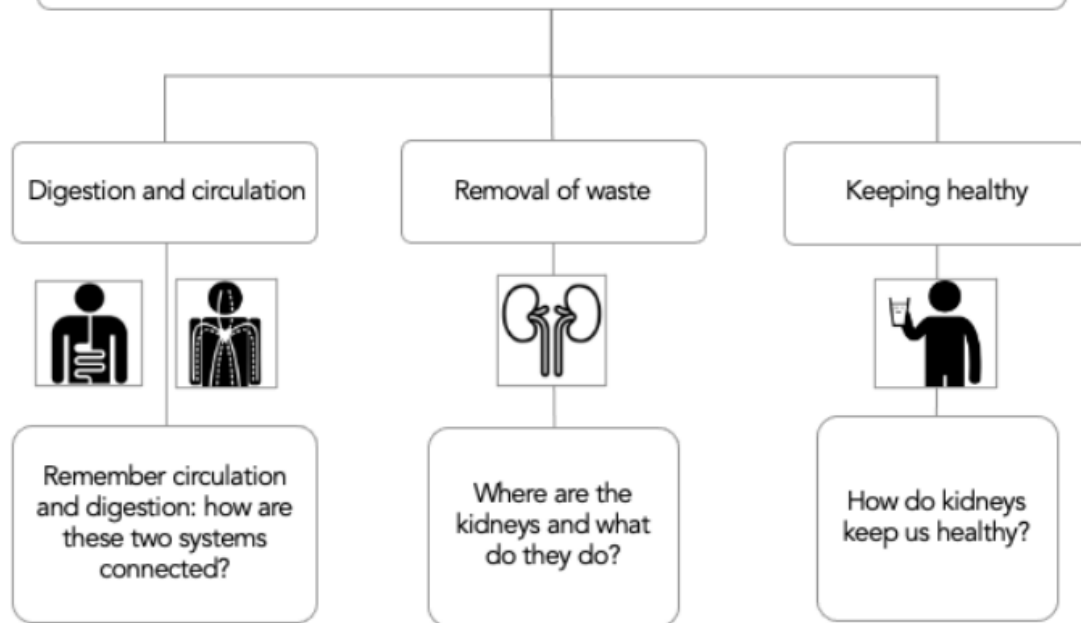 Digestion and circulation
Removal of waste
Keeping healthy
Remember circulation
and digestion: how are
these two systems
connected?
Where are the
kidneys and what
do they do?
How do kidneys
keep us healthy?